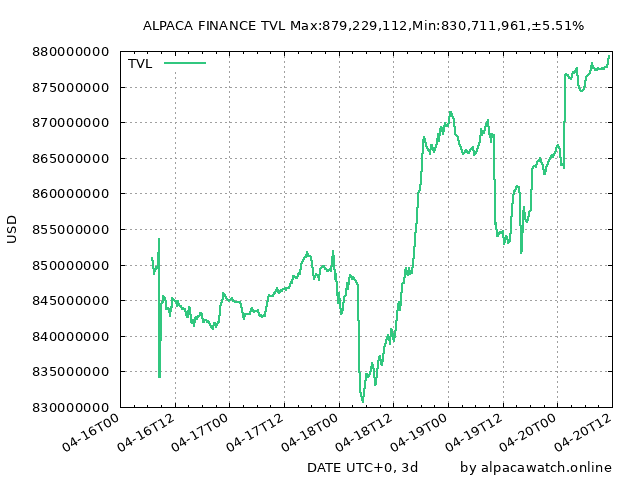 ALPACA FINANCE TVL Max:879,229,112,Min:830,711,961,±5.51%
880000000
TVL
875000000
870000000
865000000
860000000
855000000
850000000
845000000
840000000
835000000
830000000
USD
04-16T00
04-16T12
04-17T00
04-17T12
04-18T00
04-18T12
04-19T00
04-19T12
04-20T00
04-20T12
DATE UTC+0, 3d
by alpacawatch.online